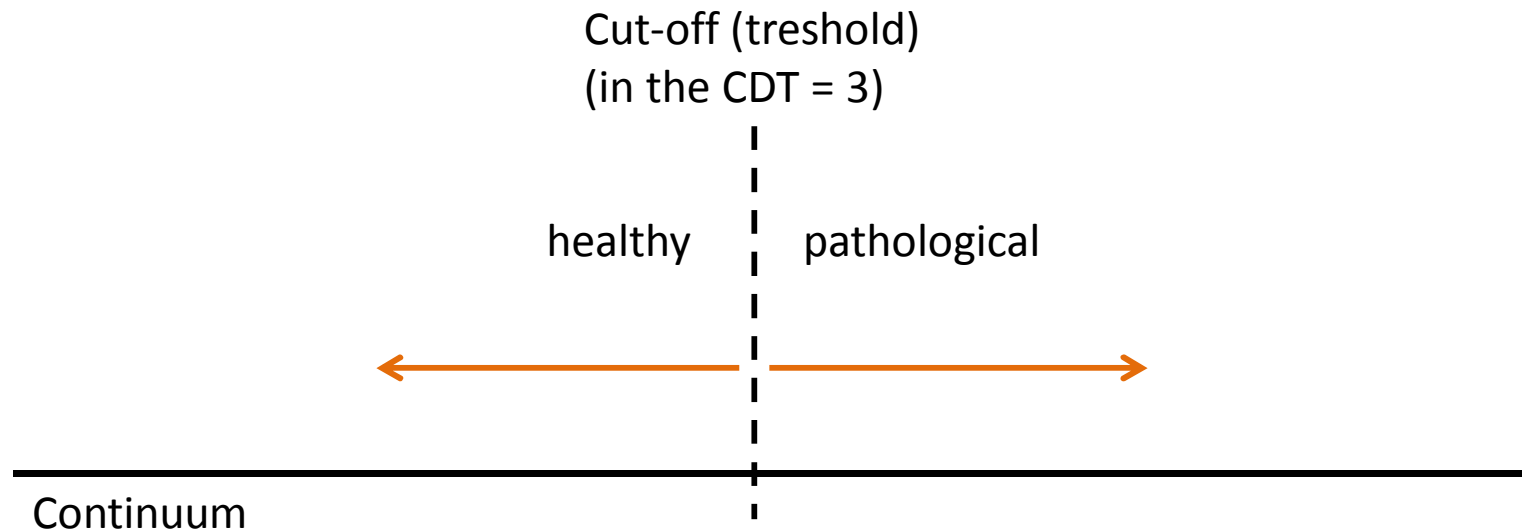 Cut-off (treshold)
(in the CDT = 3)
healthy pathological
Continuum